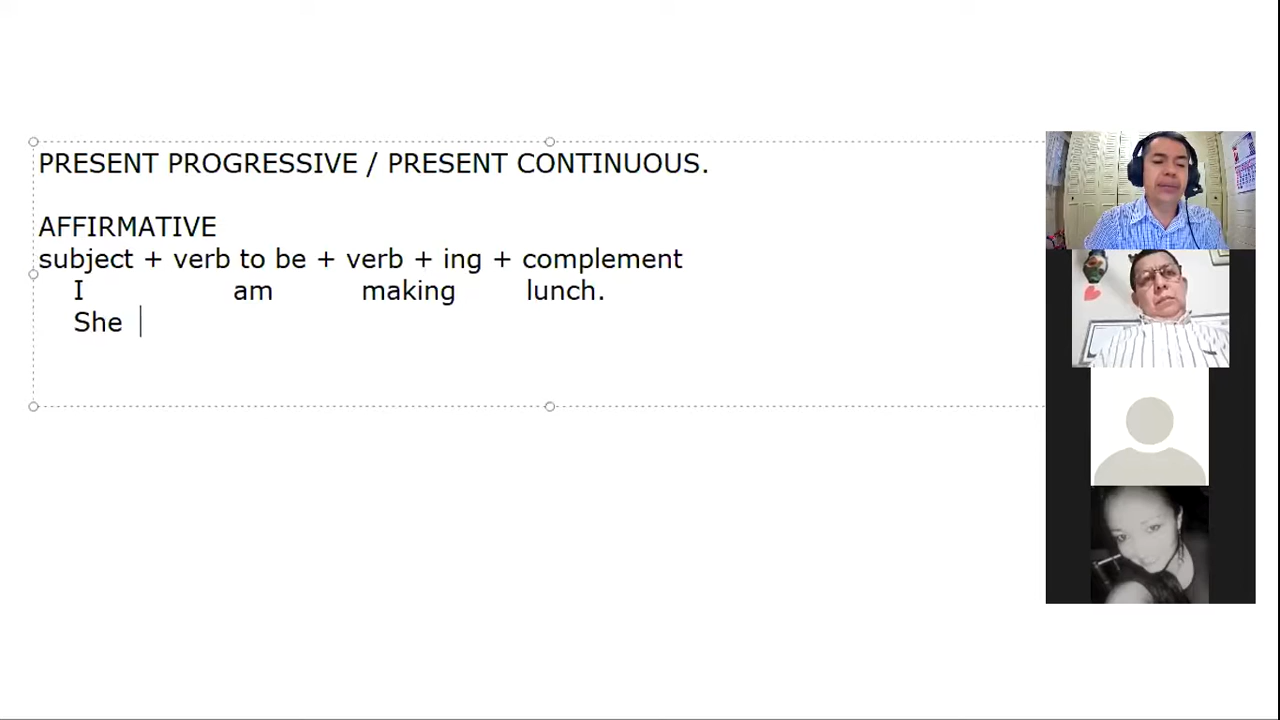 PRESENT PROGRESSIVE / PRESENT CONTINUOUS.
AFFIRMATIVE
subject + verb to be + verb + ing + complement
I am making lunch.
She